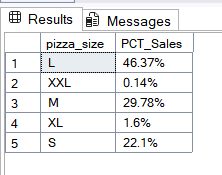 Results Messages
pizza_size PCT_Sales
1 L 46.37%
2 XXL 0.14%
3 M 29.78%
4 XL 1.6%
5 S 22.1%